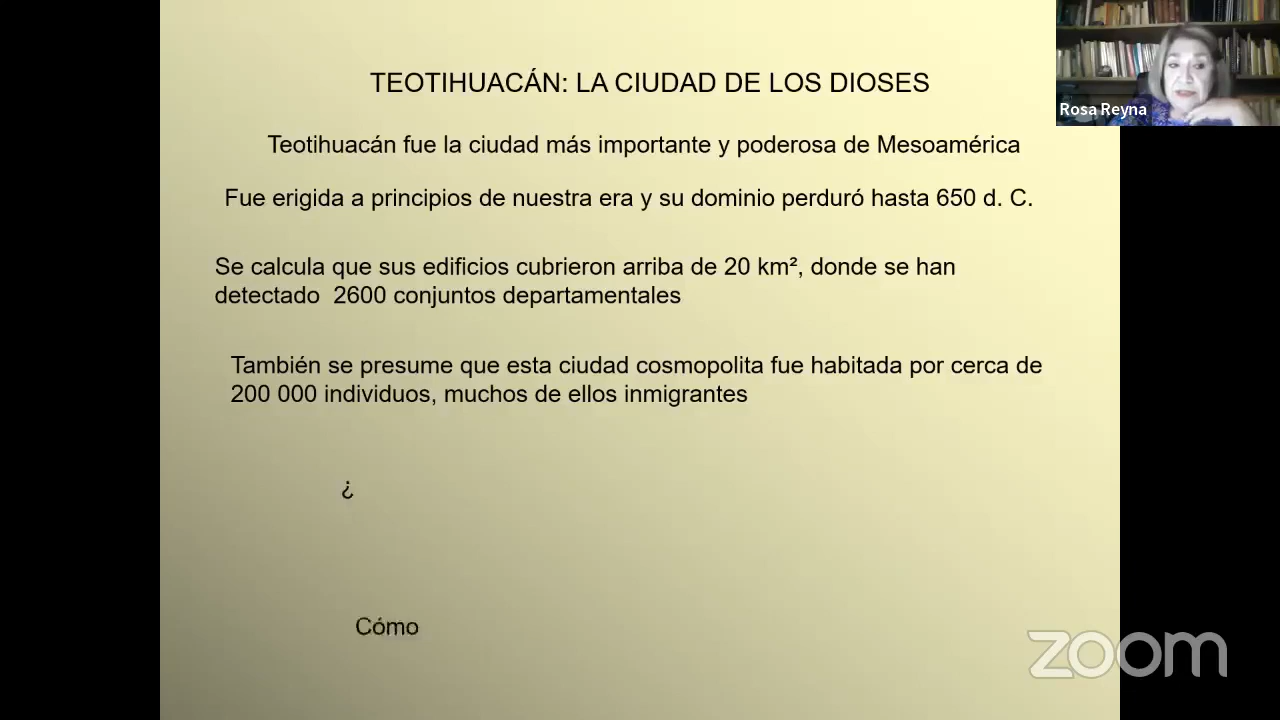 TEOTIHUACÁN: LA CIUDAD DE LOS DIOSES
Rosa Reyna
Teotihuacán fue la ciudad más importante y poderosa de Mesoamérica
Fue erigida a principios de nuestra era y su dominio perduró hasta 650 d. C.
Se calcula que sus edificios cubrieron arriba de 20 km², donde se han
detectado  2600 conjuntos departamentales
También se presume que esta ciudad cosmopolita fue habitada por cerca de
200 000 individuos, muchos de ellos inmigrantes
¿
Cómo
zoom